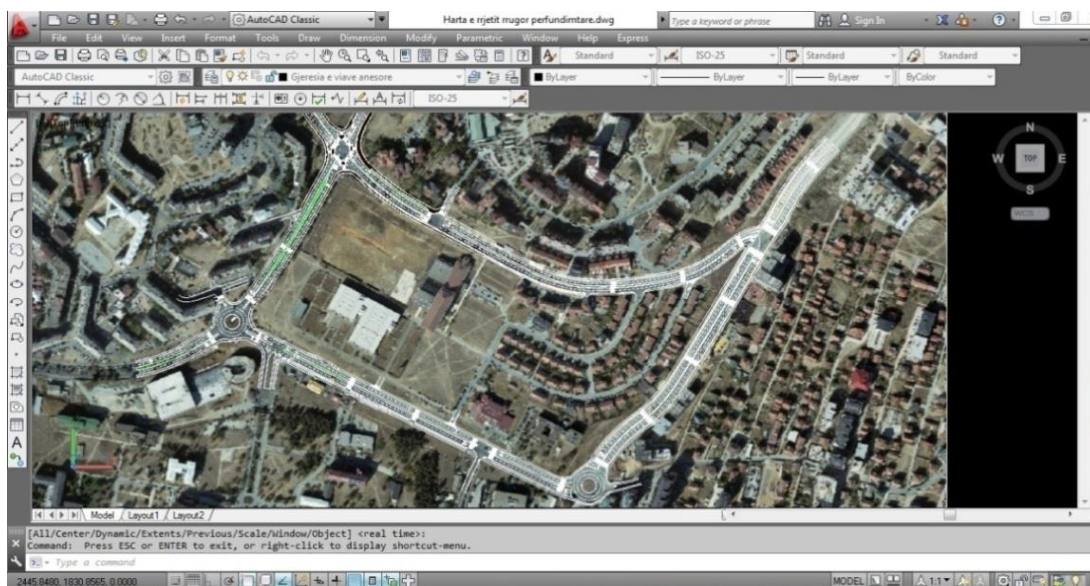 AutoCAD Classic Harta e rrjetit rrugor perfundimtare.dwg Type a keyword or phrase Sign In
File Edit View Insert Format Tools Draw Dimension Modify Parametric Window Help Express
Standard ISO-25 Standard Standard
AutoCAD Classic Gjeresia e viave anesore ByLayer ByLayer ByLayer ByColor
ISO-25
N
W TOP E
S
WCS
Model Layout1 Layout2
[All/Center/Dynamic/Extents/Previous/Scale/Window/Object] <real time>:
Command: Press ESC or ENTER to exit, or right-click to display shortcut-menu.
Type a command
2445.8480, 1830.8565, 0.0000 MODEL 1:1